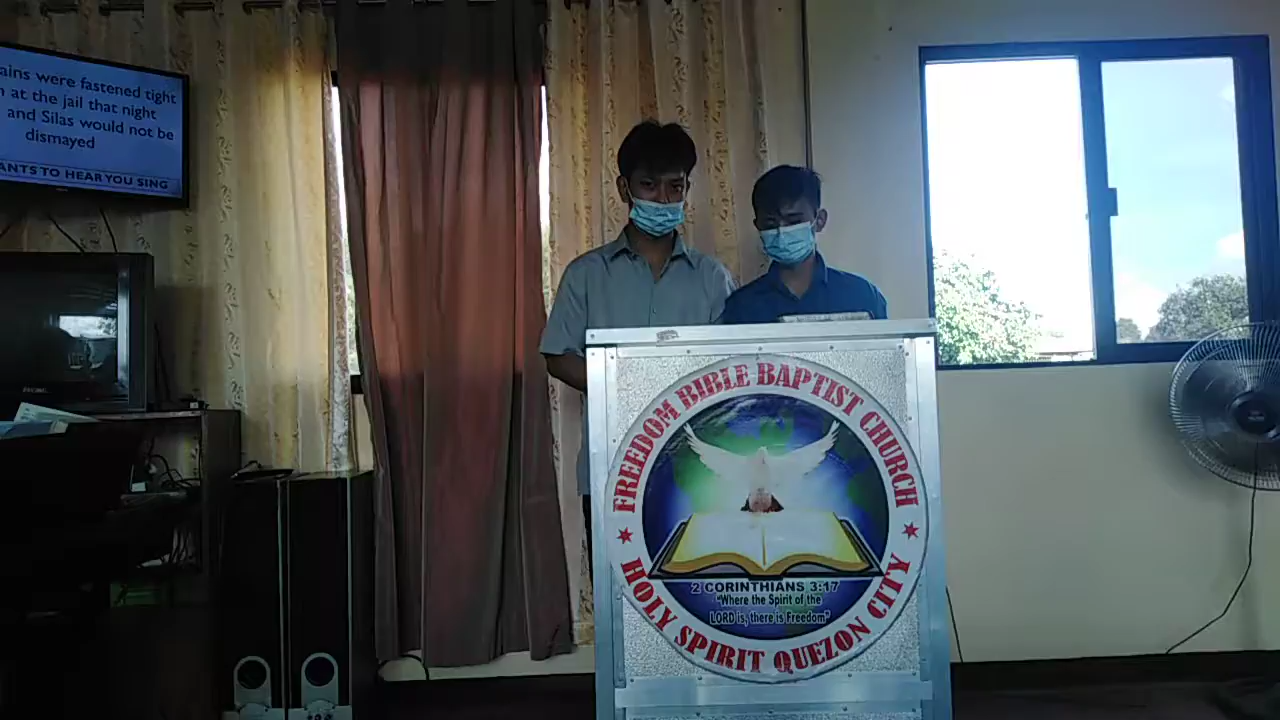 ains were fastened tight
at the jail that night
and Silas would not be
dismayed
ANTS TO HEAR YOU SING
FREEDOM BIBLE BAPTIST CHURCH
2 CORINTHIANS 3:17
"Where the Spirit of the
LORD is, there is Freedom"
HOLY SPIRIT QUEZON CITY